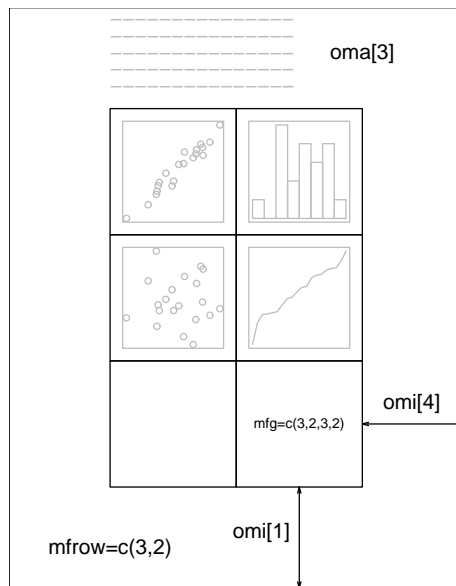 oma[3]
mfg=c(3,2,3,2)
omi[4]
omi[1]
mfrow=c(3,2)